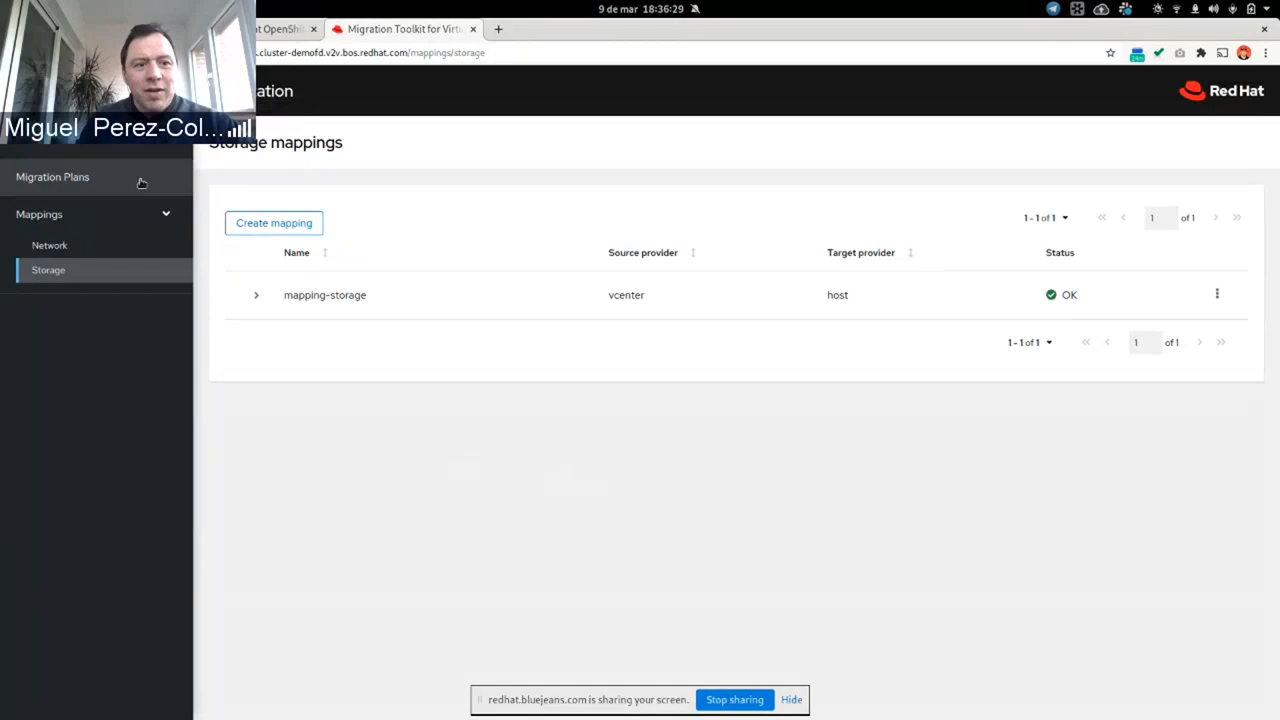 9 de mar 18:36:29
at OpenShi
Migration Toolkit for Virtu
.cluster-demofd.v2v.bos.redhat.com/mappings/storage
Miguel Perez-Col...
ation
Red Hat
Storage mappings
Migration Plans
Mappings
Network
Storage
Create mapping
1 - 1 of 1
1
of 1
Name
Source provider
Target provider
Status
mapping-storage
vcenter
host
OK
1 - 1 of 1
1
of 1
redhat.bluejeans.com is sharing your screen.
Stop sharing
Hide